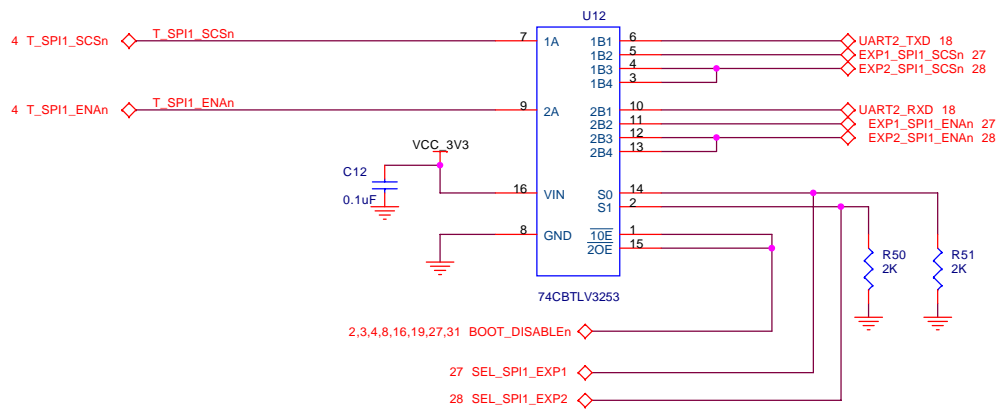 U12
4 T_SPI1_SCSn T_SPI1_SCSn 7 1A 1B1 6 UART2_TXD 18
1B2 5 EXP1_SPI1_SCSn 27
1B3 4 EXP2_SPI1_SCSn 28
1B4 3
4 T_SPI1_ENAn T_SPI1_ENAn 9 2A 2B1 10 UART2_RXD 18
2B2 11 EXP1_SPI1_ENAn 27
2B3 12 EXP2_SPI1_ENAn 28
2B4 13
VCC_3V3
C12
0.1uF
16 VIN S0 14
S1 2
8 GND 10E 1
2OE 15
R50
2K
R51
2K
74CBTLV3253
2,3,4,8,16,19,27,31 BOOT_DISABLEn
27 SEL_SPI1_EXP1
28 SEL_SPI1_EXP2